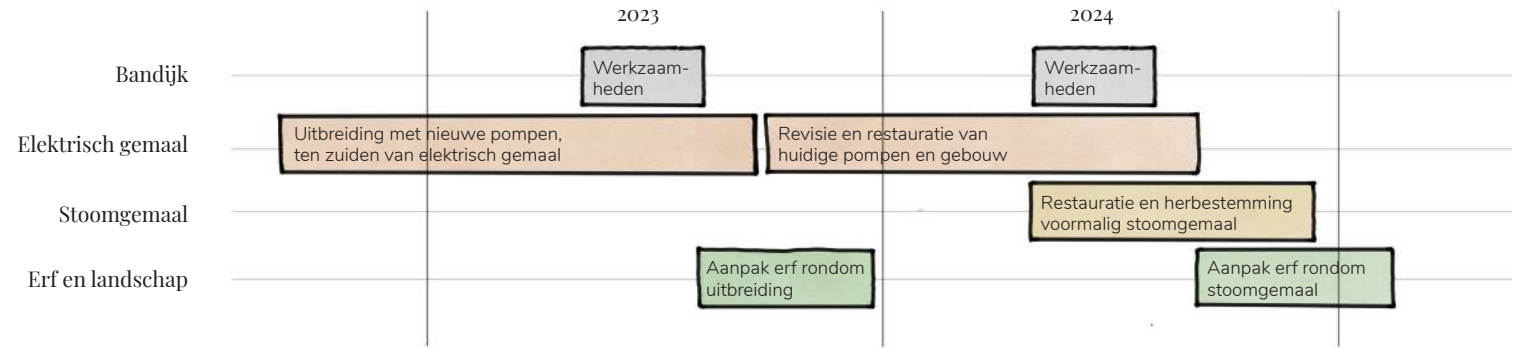 2023
2024
Bandijk
Werkzaam-
heden
Werkzaam-
heden
Elektrisch gemaal
Uitbreiding met nieuwe pompen,
ten zuiden van elektrisch gemaal
Revisie en restauratie van
huidige pompen en gebouw
Stoomgemaal
Restauratie en herbestemming
voormalig stoomgemaal
Erf en landschap
Aanpak erf rondom
uitbreiding
Aanpak erf rondom
stoomgemaal